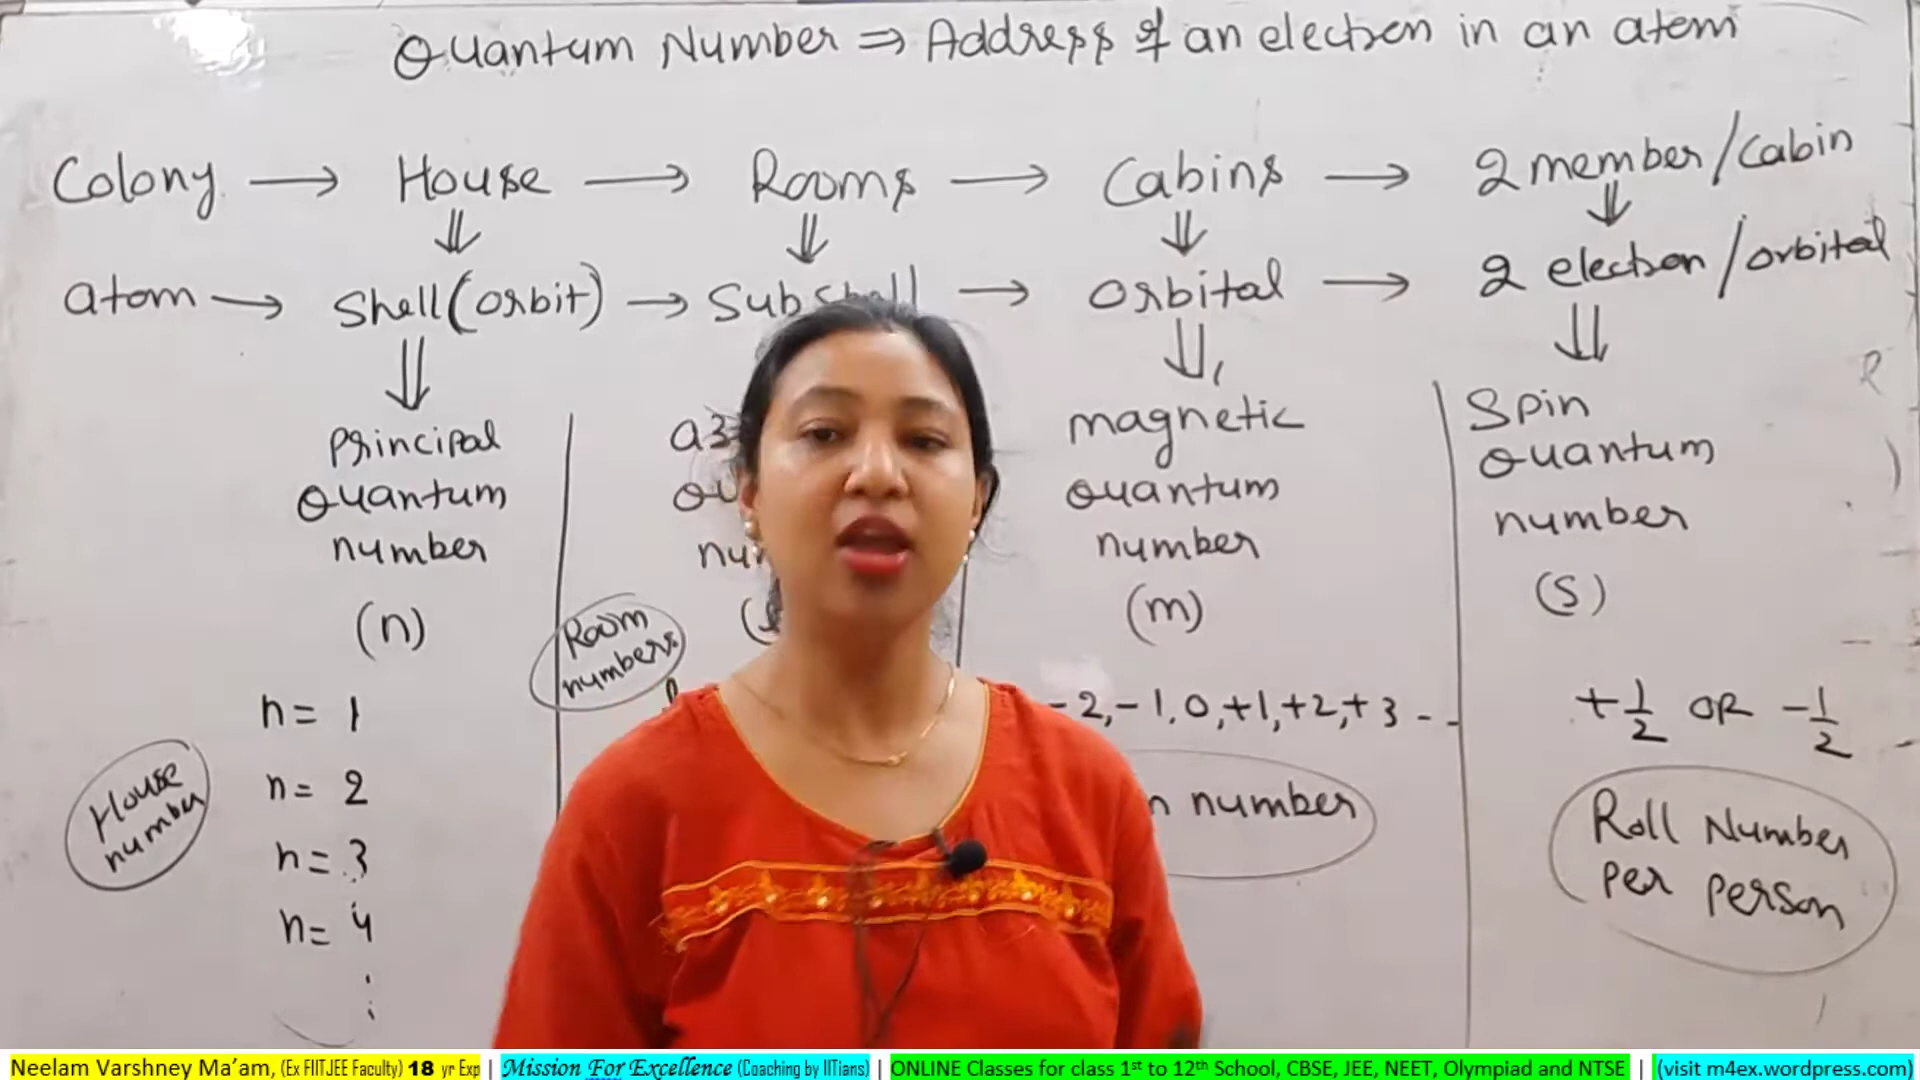 Quantum Number ⇒ Address of an electron in an atom
Colony → House → Rooms → Cabins → 2 member/cabin
atom → Shell(orbit) → Subshell → Orbital → 2 electron/orbital
Principal
Quantum
number
(n)
n = 1
n = 2
n = 3
n = 4
House
number
Room
numbers
magnetic
Quantum
number
(m)
-2,-1,0,+1,+2,+3 - -
number
Spin
Quantum
number
(S)
+1/2 OR -1/2
Roll Number
per person
Neelam Varshney Ma'am, (Ex FIITJEE Faculty) 18 yr Exp | Mission For Excellence (Coaching by IITians) | ONLINE Classes for class 1st to 12th School, CBSE, JEE, NEET, Olympiad and NTSE | (visit m4ex.wordpress.com)